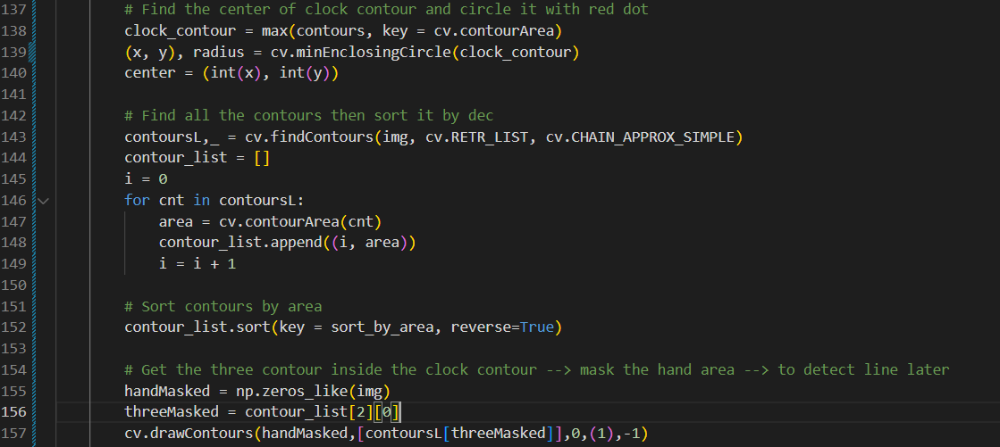 137 # Find the center of clock contour and circle it with red dot
138 clock_contour = max(contours, key = cv.contourArea)
139 (x, y), radius = cv.minEnclosingCircle(clock_contour)
140 center = (int(x), int(y))
141
142 # Find all the contours then sort it by dec
143 contoursL,_ = cv.findContours(img, cv.RETR_LIST, cv.CHAIN_APPROX_SIMPLE)
144 contour_list = []
145 i = 0
146 for cnt in contoursL:
147     area = cv.contourArea(cnt)
148     contour_list.append((i, area))
149     i = i + 1
150
151 # Sort contours by area
152 contour_list.sort(key = sort_by_area, reverse=True)
153
154 # Get the three contour inside the clock contour --> mask the hand area --> to detect line later
155 handMasked = np.zeros_like(img)
156 threeMasked = contour_list[2][0]
157 cv.drawContours(handMasked,[contoursL[threeMasked]],0,(1),-1)